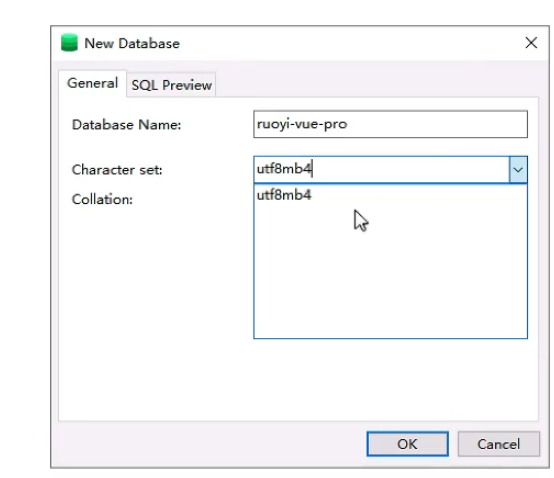 New Database
General SQL Preview
Database Name: ruoyi-vue-pro
Character set: utf8mb4
utf8mb4
Collation:
OK Cancel